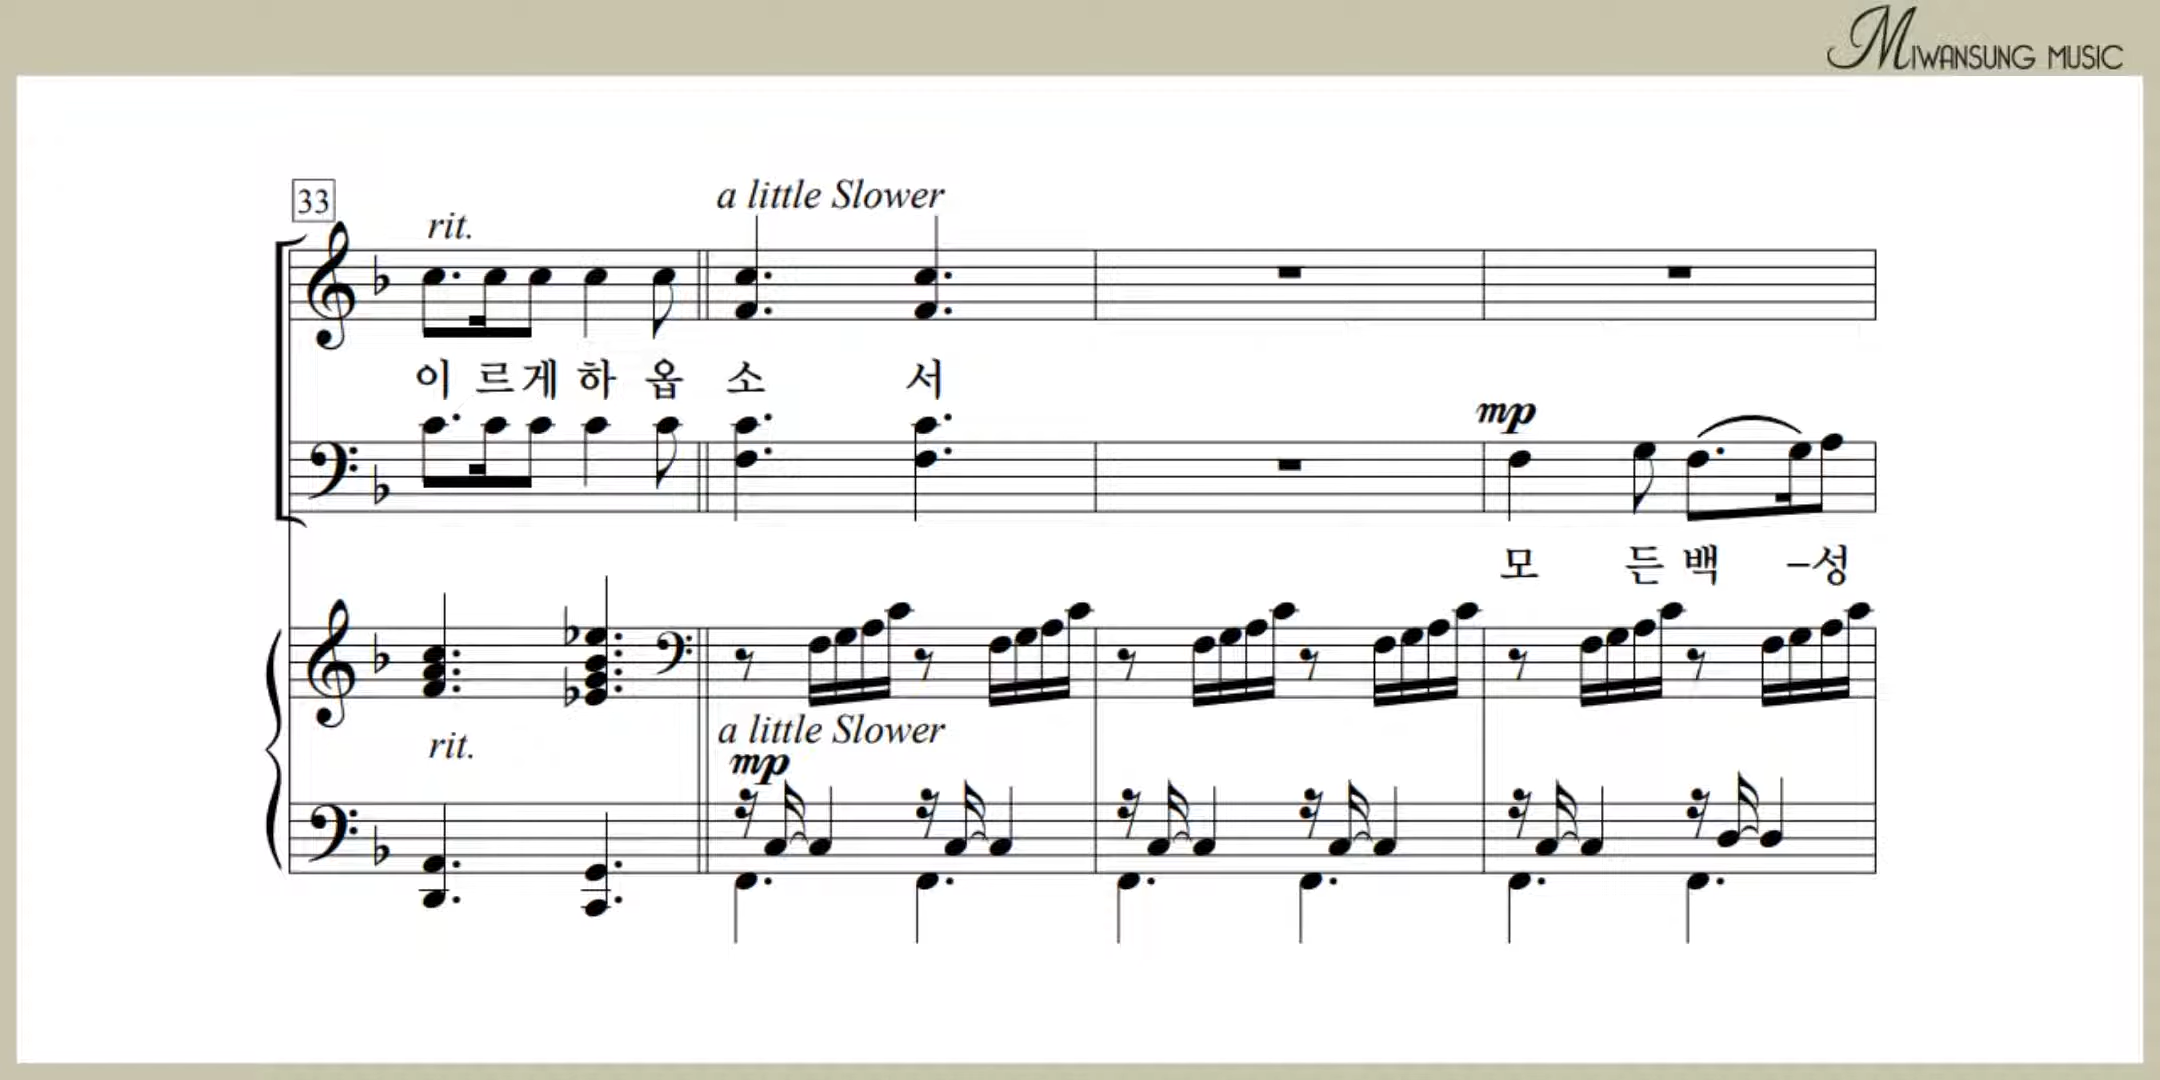 MIWANSUNG MUSIC
33
rit.
a little Slower
이 르 게 하 옵 소 서
mp
모 든 백 -성
rit.
a little Slower
mp